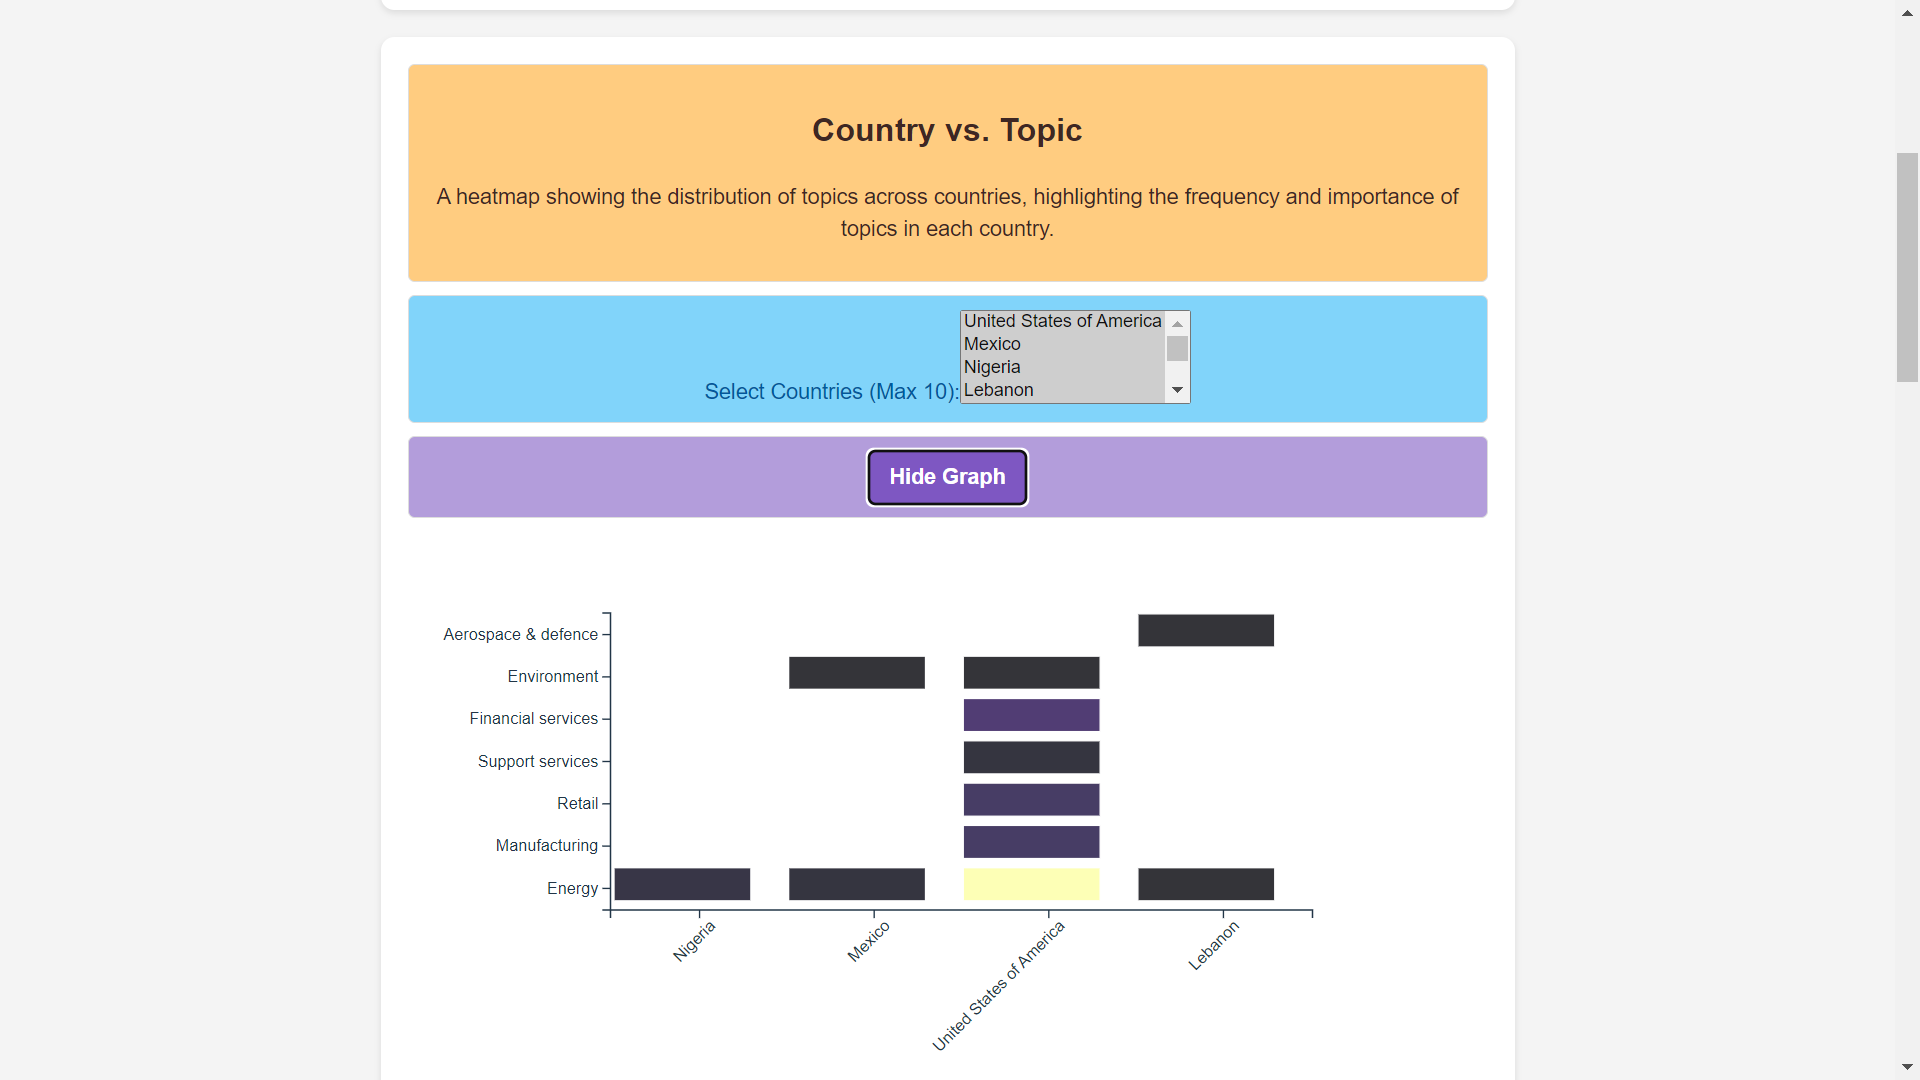 Country vs. Topic
A heatmap showing the distribution of topics across countries, highlighting the frequency and importance of
topics in each country.
United States of America
Mexico
Nigeria
Lebanon
Select Countries (Max 10):
Hide Graph
Aerospace & defence
Environment
Financial services
Support services
Retail
Manufacturing
Energy
Nigeria
Mexico
United States of America
Lebanon